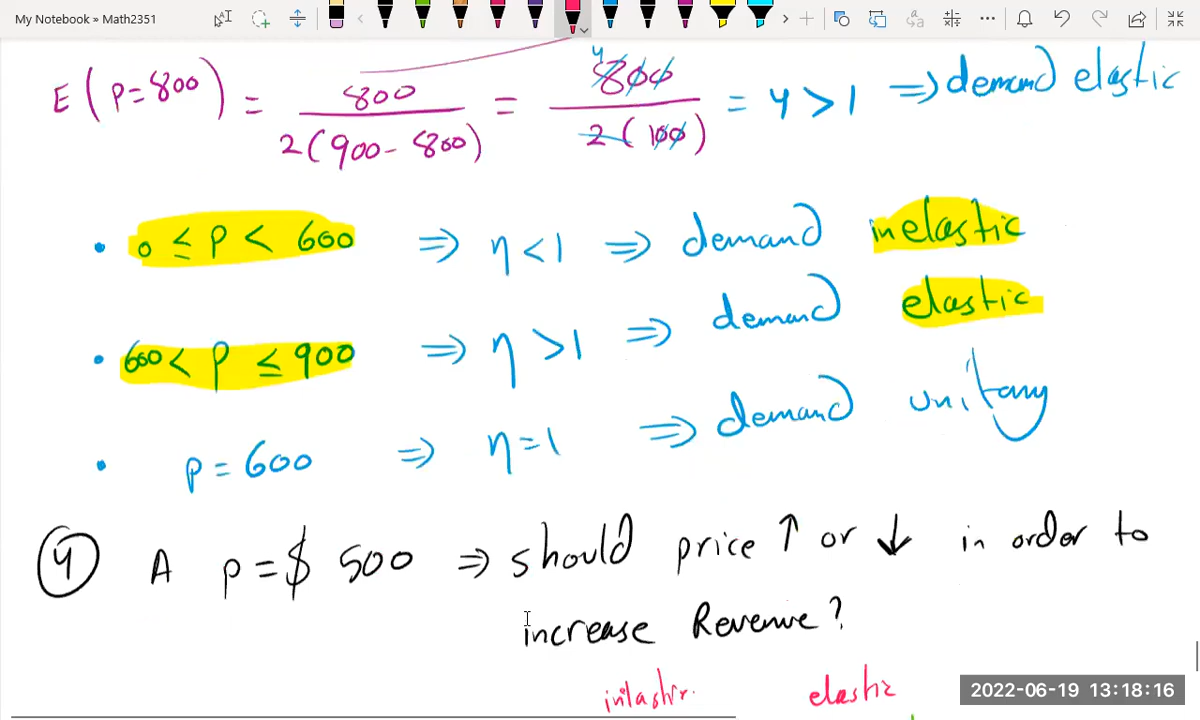 My Notebook » Math2351
E(p=800) = 800 / 2(900-800) = 4 800 / 2(100) = 4 > 1 ⇒ demand elastic
• 0 ≤ p < 600 ⇒ η < 1 ⇒ demand inelastic
• 600 < p ≤ 900 ⇒ η > 1 ⇒ demand elastic
• p = 600 ⇒ η = 1 ⇒ demand unitary
④ A p = $ 500 ⇒ should price ↑ or ↓ in order to
increase Revenue?
elastic
2022-06-19 13:18:16